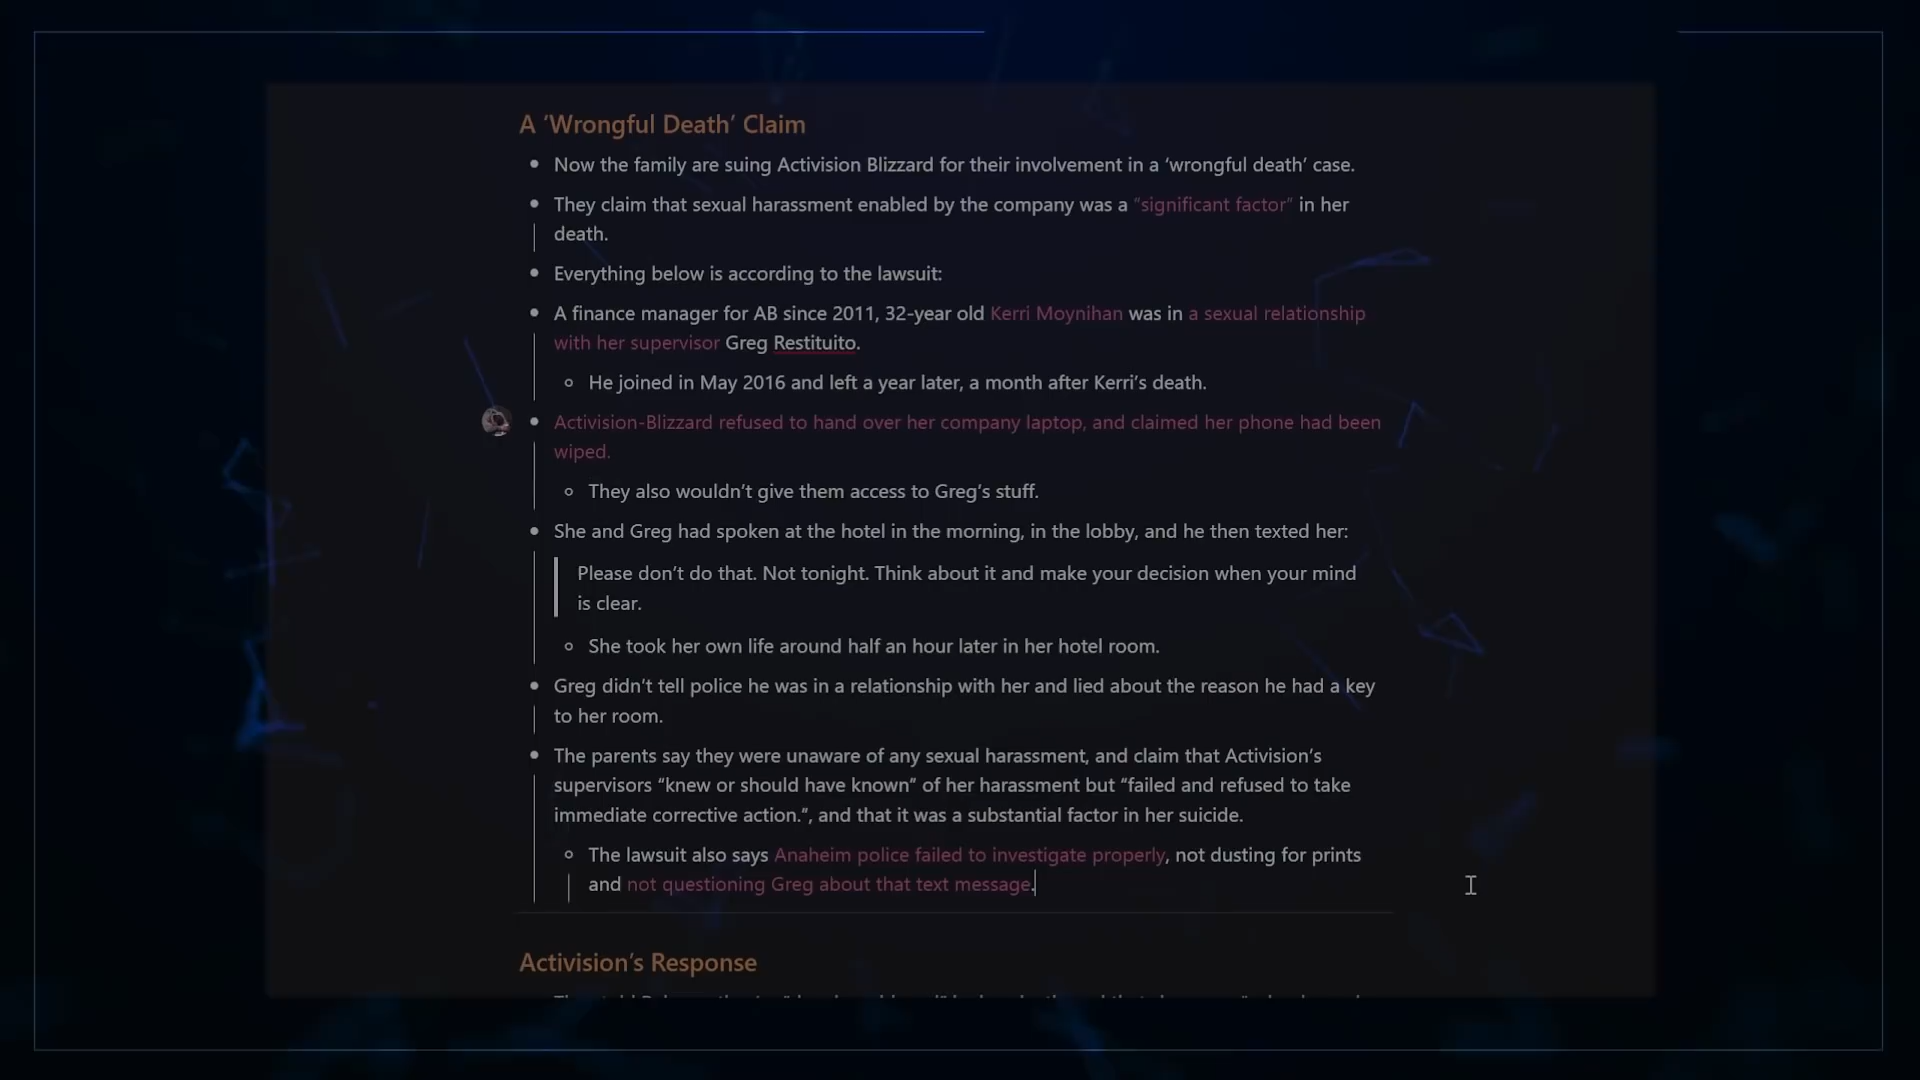 A ‘Wrongful Death’ Claim
Now the family are suing Activision Blizzard for their involvement in a ‘wrongful death’ case.
They claim that sexual harassment enabled by the company was a “significant factor” in her
death.
Everything below is according to the lawsuit:
A finance manager for AB since 2011, 32-year old Kerri Moynihan was in a sexual relationship
with her supervisor Greg Restituito.
He joined in May 2016 and left a year later, a month after Kerri’s death.
Activision-Blizzard refused to hand over her company laptop, and claimed her phone had been
wiped.
They also wouldn’t give them access to Greg’s stuff.
She and Greg had spoken at the hotel in the morning, in the lobby, and he then texted her:
Please don’t do that. Not tonight. Think about it and make your decision when your mind
is clear.
She took her own life around half an hour later in her hotel room.
Greg didn’t tell police he was in a relationship with her and lied about the reason he had a key
to her room.
The parents say they were unaware of any sexual harassment, and claim that Activision’s
supervisors “knew or should have known” of her harassment but “failed and refused to take
immediate corrective action.”, and that it was a substantial factor in her suicide.
The lawsuit also says Anaheim police failed to investigate properly, not dusting for prints
and not questioning Greg about that text message.
Activision’s Response